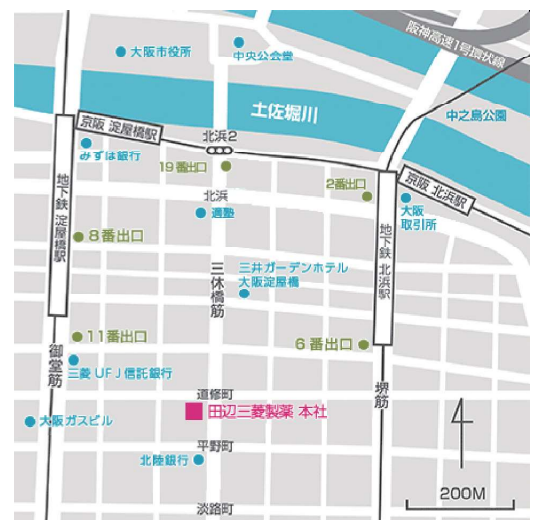 阪神高速1号環状線
大阪市役所
中央公会堂
土佐堀川
中之島公園
京阪 淀屋橋駅
北浜2
みずほ銀行
19番出口
京阪 北浜駅
地下鉄 淀屋橋駅
北浜
2番出口
適塾
大阪
取引所
8番出口
地下鉄 北浜駅
三休橋筋
三井ガーデンホテル
大阪淀屋橋
11番出口
6番出口
御堂筋
三菱UFJ信託銀行
堺筋
道修町
田辺三菱製薬 本社
大阪ガスビル
平野町
北陸銀行
200M
淡路町